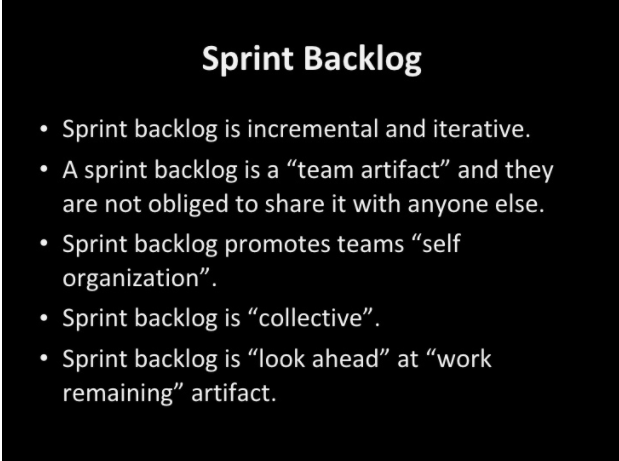 Sprint Backlog
• Sprint backlog is incremental and iterative.
• A sprint backlog is a “team artifact” and they
are not obliged to share it with anyone else.
• Sprint backlog promotes teams “self
organization”.
• Sprint backlog is “collective”.
• Sprint backlog is “look ahead” at “work
remaining” artifact.